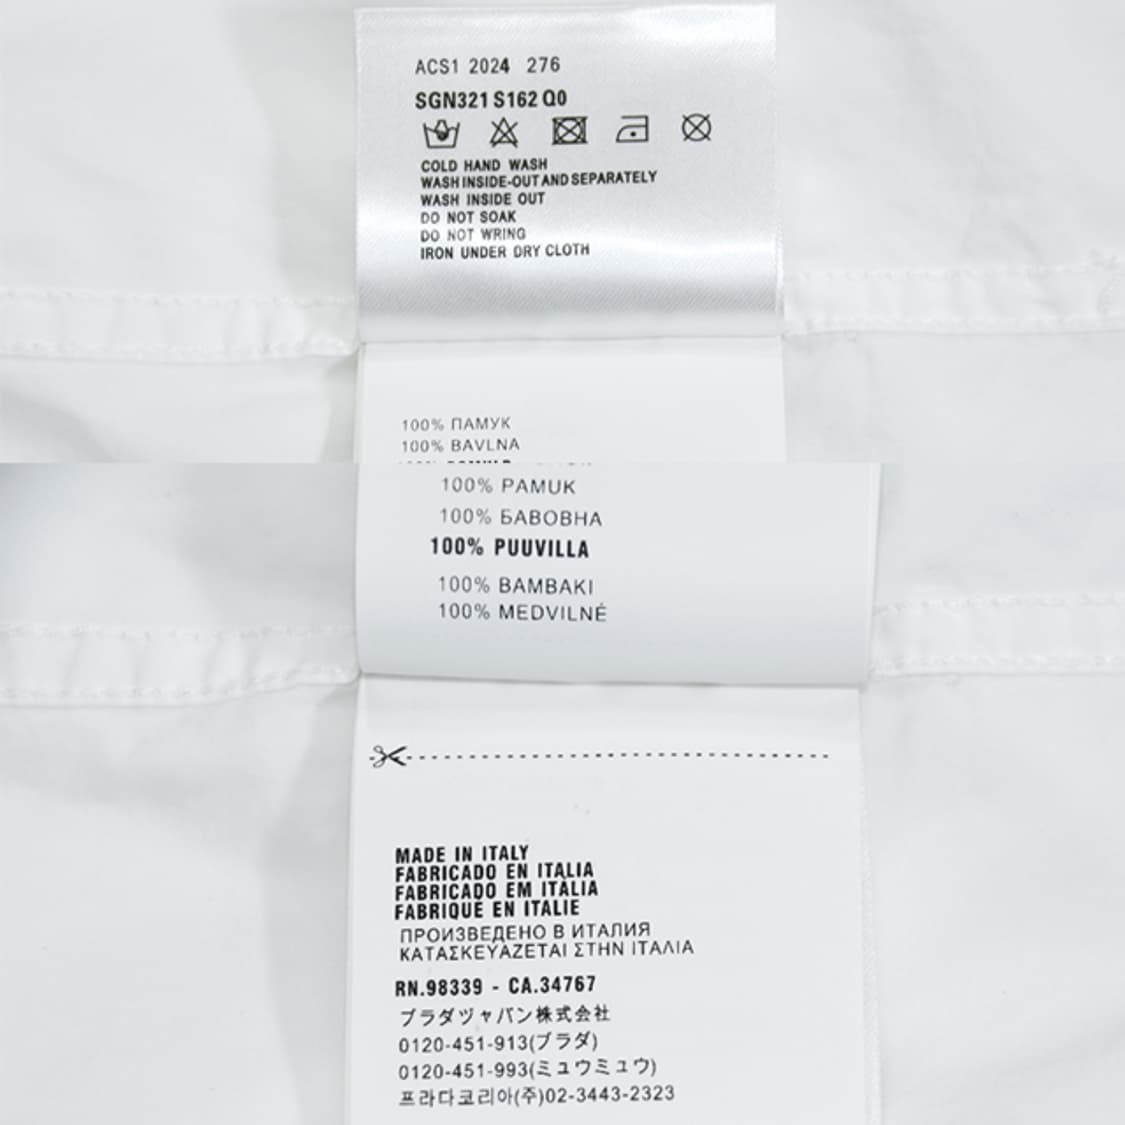 ACS1 2024 276
SGN321 S162 Q0
COLD HAND WASH
WASH INSIDE-OUT AND SEPARATELY
WASH INSIDE OUT
DO NOT SOAK
DO NOT WRING
IRON UNDER DRY CLOTH
100% ПАМУК
100% BAVLNA
100% PAMUK
100% БАВОВНА
100% PUUVILLA
100% BAMBAKI
100% MEDVILNÉ
MADE IN ITALY
FABRICADO EN ITALIA
FABRICADO EM ITÁLIA
FABRIQUÉ EN ITALIE
ПРОИЗВЕДЕНО В ИТАЛИЯ
ΚΑΤΑΣΚΕΥΑΖΕΤΑΙ ΣΤΗΝ ΙΤΑΛΙΑ
RN.98339 - CA.34767
プラダジャパン株式会社
0120-451-913(プラダ)
0120-451-993(ミュウミュウ)
프라다코리아(주)02-3443-2323